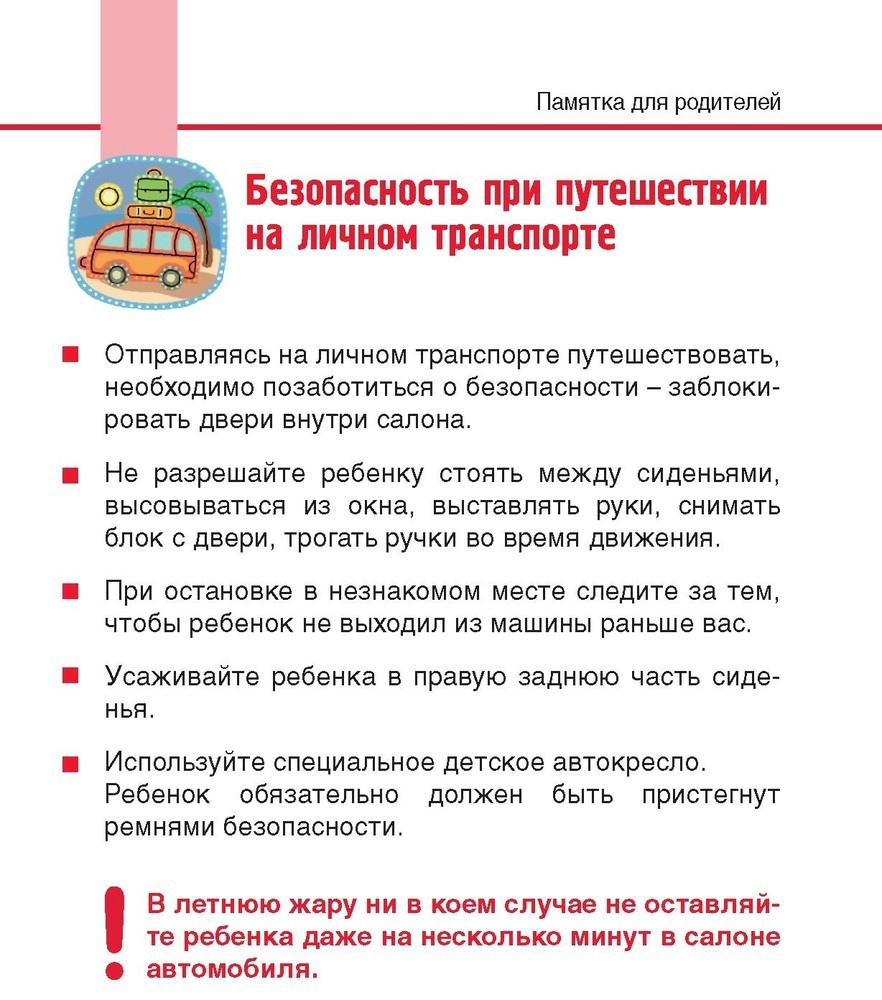 Памятка для родителей
Безопасность при путешествии
на личном транспорте
Отправляясь на личном транспорте путешествовать,
необходимо позаботиться о безопасности – заблоки-
ровать двери внутри салона.
Не разрешайте ребенку стоять между сиденьями,
высовываться из окна, выставлять руки, снимать
блок с двери, трогать ручки во время движения.
При остановке в незнакомом месте следите за тем,
чтобы ребенок не выходил из машины раньше вас.
Усаживайте ребенка в правую заднюю часть сиде-
нья.
Используйте специальное детское автокресло.
Ребенок обязательно должен быть пристегнут
ремнями безопасности.
В летнюю жару ни в коем случае не оставляй-
те ребенка даже на несколько минут в салоне
автомобиля.